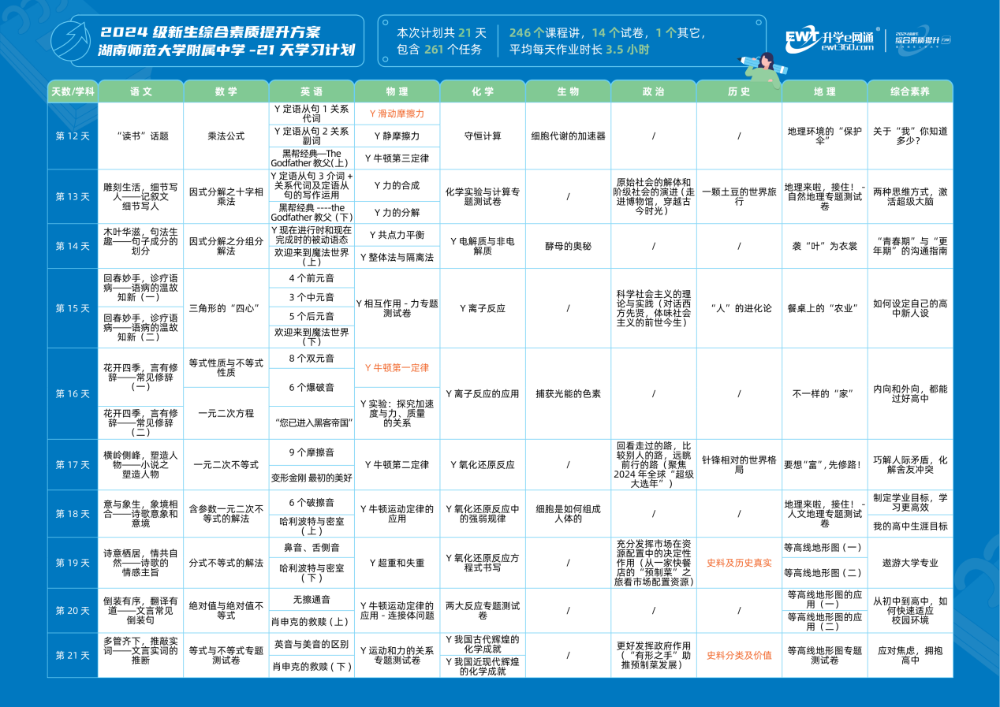 2024 级新生综合素质提升方案
湖南师范大学附属中学 -21 天学习计划
本次计划共 21 天
包含 261 个任务
246 个课程讲，14 个试卷，1 个其它，
平均每天作业时长 3.5 小时
EWT 升学e网通
ewt360.com
综合素质提升
天数/学科 语 文 数 学 英 语 物 理 化 学 生 物 政 治 历 史 地 理 综合素养
第 12 天
“读书”话题
乘法公式
Y 定语从句 1 关系
代词
Y 定语从句 2 关系
副词
黑帮经典—The
Godfather 教父(上)
Y 滑动摩擦力
Y 静摩擦力
Y 牛顿第三定律
守恒计算
细胞代谢的加速器
/
/
地理环境的“保护
伞”
关于“我”你知道
多少?
第 13 天
雕刻生活，细节写
人——记叙文
细节写人
因式分解之十字相
乘法
Y 定语从句 3 介词 +
关系代词及定语从
句的写作运用
黑帮经典 ----the
Godfather 教父（下）
Y 力的合成
Y 力的分解
化学实验与计算专
题测试卷
/
原始社会的解体和
阶级社会的演进 (走
进博物馆，穿越古
今时光）
一颗土豆的世界旅
行
地理来啦，接住！ -
自然地理专题测试
卷
两种思维方式，激
活超级大脑
第 14 天
木叶华滋，句法生
趣——句子成分的
划分
因式分解之分组分
解法
Y 现在进行时和现在
完成时的被动语态
欢迎来到魔法世界
（上）
Y 共点力平衡
Y 整体法与隔离法
Y 电解质与非电
解质
酵母的奥秘
/
/
袭“叶”为衣裳
“青春期”与“更
年期”的沟通指南
第 15 天
回春妙手，诊疗语
病——语病的温故
知新（一）
回春妙手，诊疗语
病——语病的温故
知新（二）
三角形的“四心”
4 个前元音
3 个中元音
5 个后元音
欢迎来到魔法世界
（下）
Y 相互作用 - 力专题
测试卷
Y 离子反应
/
科学社会主义的理
论与实践（对话西
方先贤，体味社会
主义的前世今生）
“人”的进化论
餐桌上的“农业”
如何设定自己的高
中新人设
第 16 天
花开四季，言有修
辞——常见修辞
（一）
花开四季，言有修
辞——常见修辞
（二）
等式性质与不等式
性质
一元二次方程
8 个双元音
6 个爆破音
“您已进入黑客帝国”
Y 牛顿第一定律
Y 实验：探究加速
度与力、质量
的关系
Y 离子反应的应用
捕获光能的色素
/
/
不一样的“家”
内向和外向，都能
过好高中
第 17 天
横岭侧峰，塑造人
物——小说之
塑造人物
一元二次不等式
9 个摩擦音
变形金刚 最初的美好
Y 牛顿第二定律
Y 氧化还原反应
/
回看走过的路，比
较别人的路，远眺
前行的路（聚焦
2024 年全球“超级
大选年”）
针锋相对的世界格
局
要想“富”, 先修路!
巧解人际矛盾，化
解舍友冲突
第 18 天
意与象生，象境相
合——诗歌意象和
意境
含参数一元二次不
等式的解法
6 个破擦音
哈利波特与密室
( 上 )
Y 牛顿运动定律的
应用
Y 氧化还原反应中
的强弱规律
细胞是如何组成
人体的
/
/
地理来啦，接住！ -
人文地理专题测试
卷
制定学业目标，学
习更高效
我的高中生涯目标
第 19 天
诗意栖居，情共自
然——诗歌的
情感主旨
分式不等式的解法
鼻音、舌侧音
哈利波特与密室
( 下 )
Y 超重和失重
Y 氧化还原反应方
程式书写
/
充分发挥市场在资
源配置中的决定性
作用（从一家快餐
店的“预制菜”之
旅看市场配置资源)
史料及历史真实
等高线地形图 (一)
等高线地形图（二）
遨游大学专业
第 20 天
倒装有序，翻译有
道——文言常见
倒装句
绝对值与绝对值不
等式
无擦通音
肖申克的救赎（上）
Y 牛顿运动定律的
应用 - 连接体问题
两大反应专题测试
卷
/
/
/
等高线地形图的应
用（一）
等高线地形图的应
用（二）
从初中到高中，如
何快速适应
校园环境
第 21 天
多管齐下，推敲实
词——文言实词的
推断
等式与不等式专题
测试卷
英音与美音的区别
肖申克的救赎 ( 下 )
Y 运动和力的关系
专题测试卷
Y 我国古代辉煌的
化学成就
Y 我国近现代辉煌
的化学成就
/
更好发挥政府作用
（“有形之手”助
推预制菜发展）
史料分类及价值
等高线地形图专题
测试卷
应对焦虑，拥抱
高中